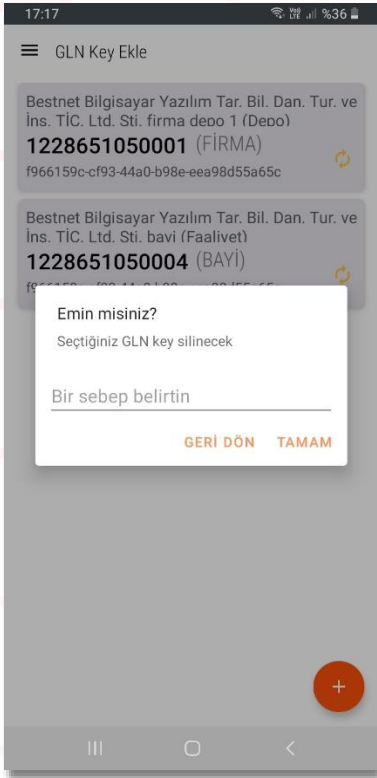 17:17 %36
GLN Key Ekle
Bestnet Bilgisayar Yazılım Tar. Bil. Dan. Tur. ve
İns. TİC. Ltd. Sti. firma depo 1 (Depo)
1228651050001 (FİRMA)
f966159c-cf93-44a0-b98e-eea98d55a65c
Bestnet Bilgisayar Yazılım Tar. Bil. Dan. Tur. ve
İns. TİC. Ltd. Sti. bayi (Faaliyet)
1228651050004 (BAYİ)
Emin misiniz?
Seçtiğiniz GLN key silinecek
Bir sebep belirtin
GERİ DÖN TAMAM